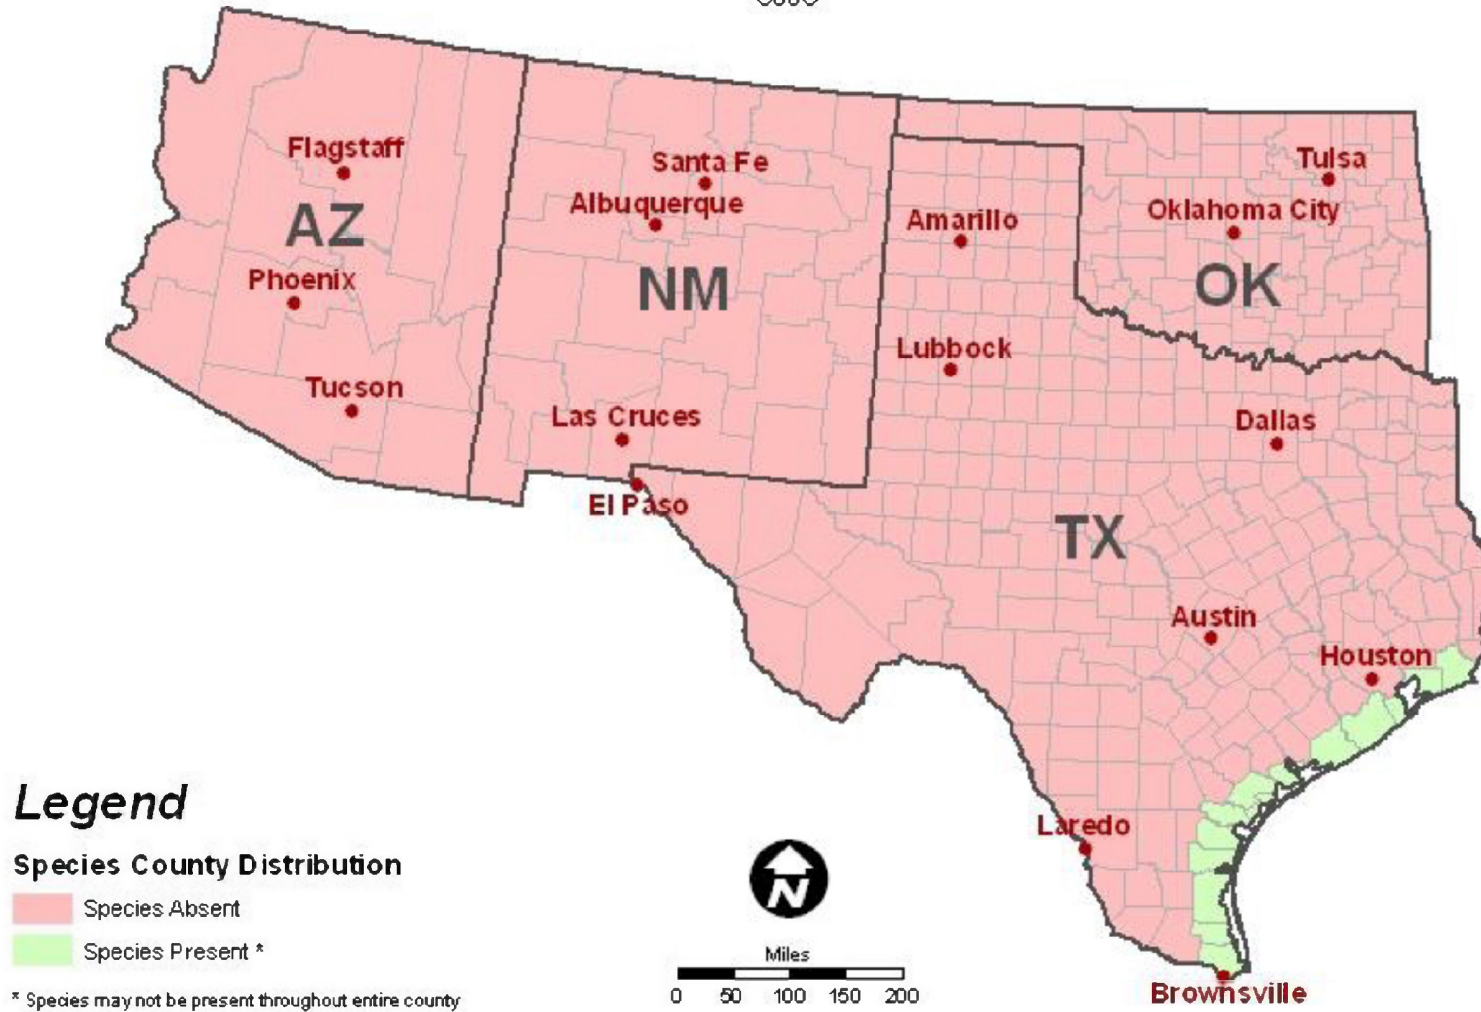 Flagstaff
Santa Fe
Tulsa
Albuquerque
Amarillo
Oklahoma City
AZ
Phoenix
NM
OK
Lubbock
Tucson
Las Cruces
Dallas
El Paso
TX
Austin
Houston
Legend
Laredo
Species County Distribution
Species Absent
N
Species Present *
Miles
0 50 100 150 200
* Species may not be present throughout entire county
Brownsville